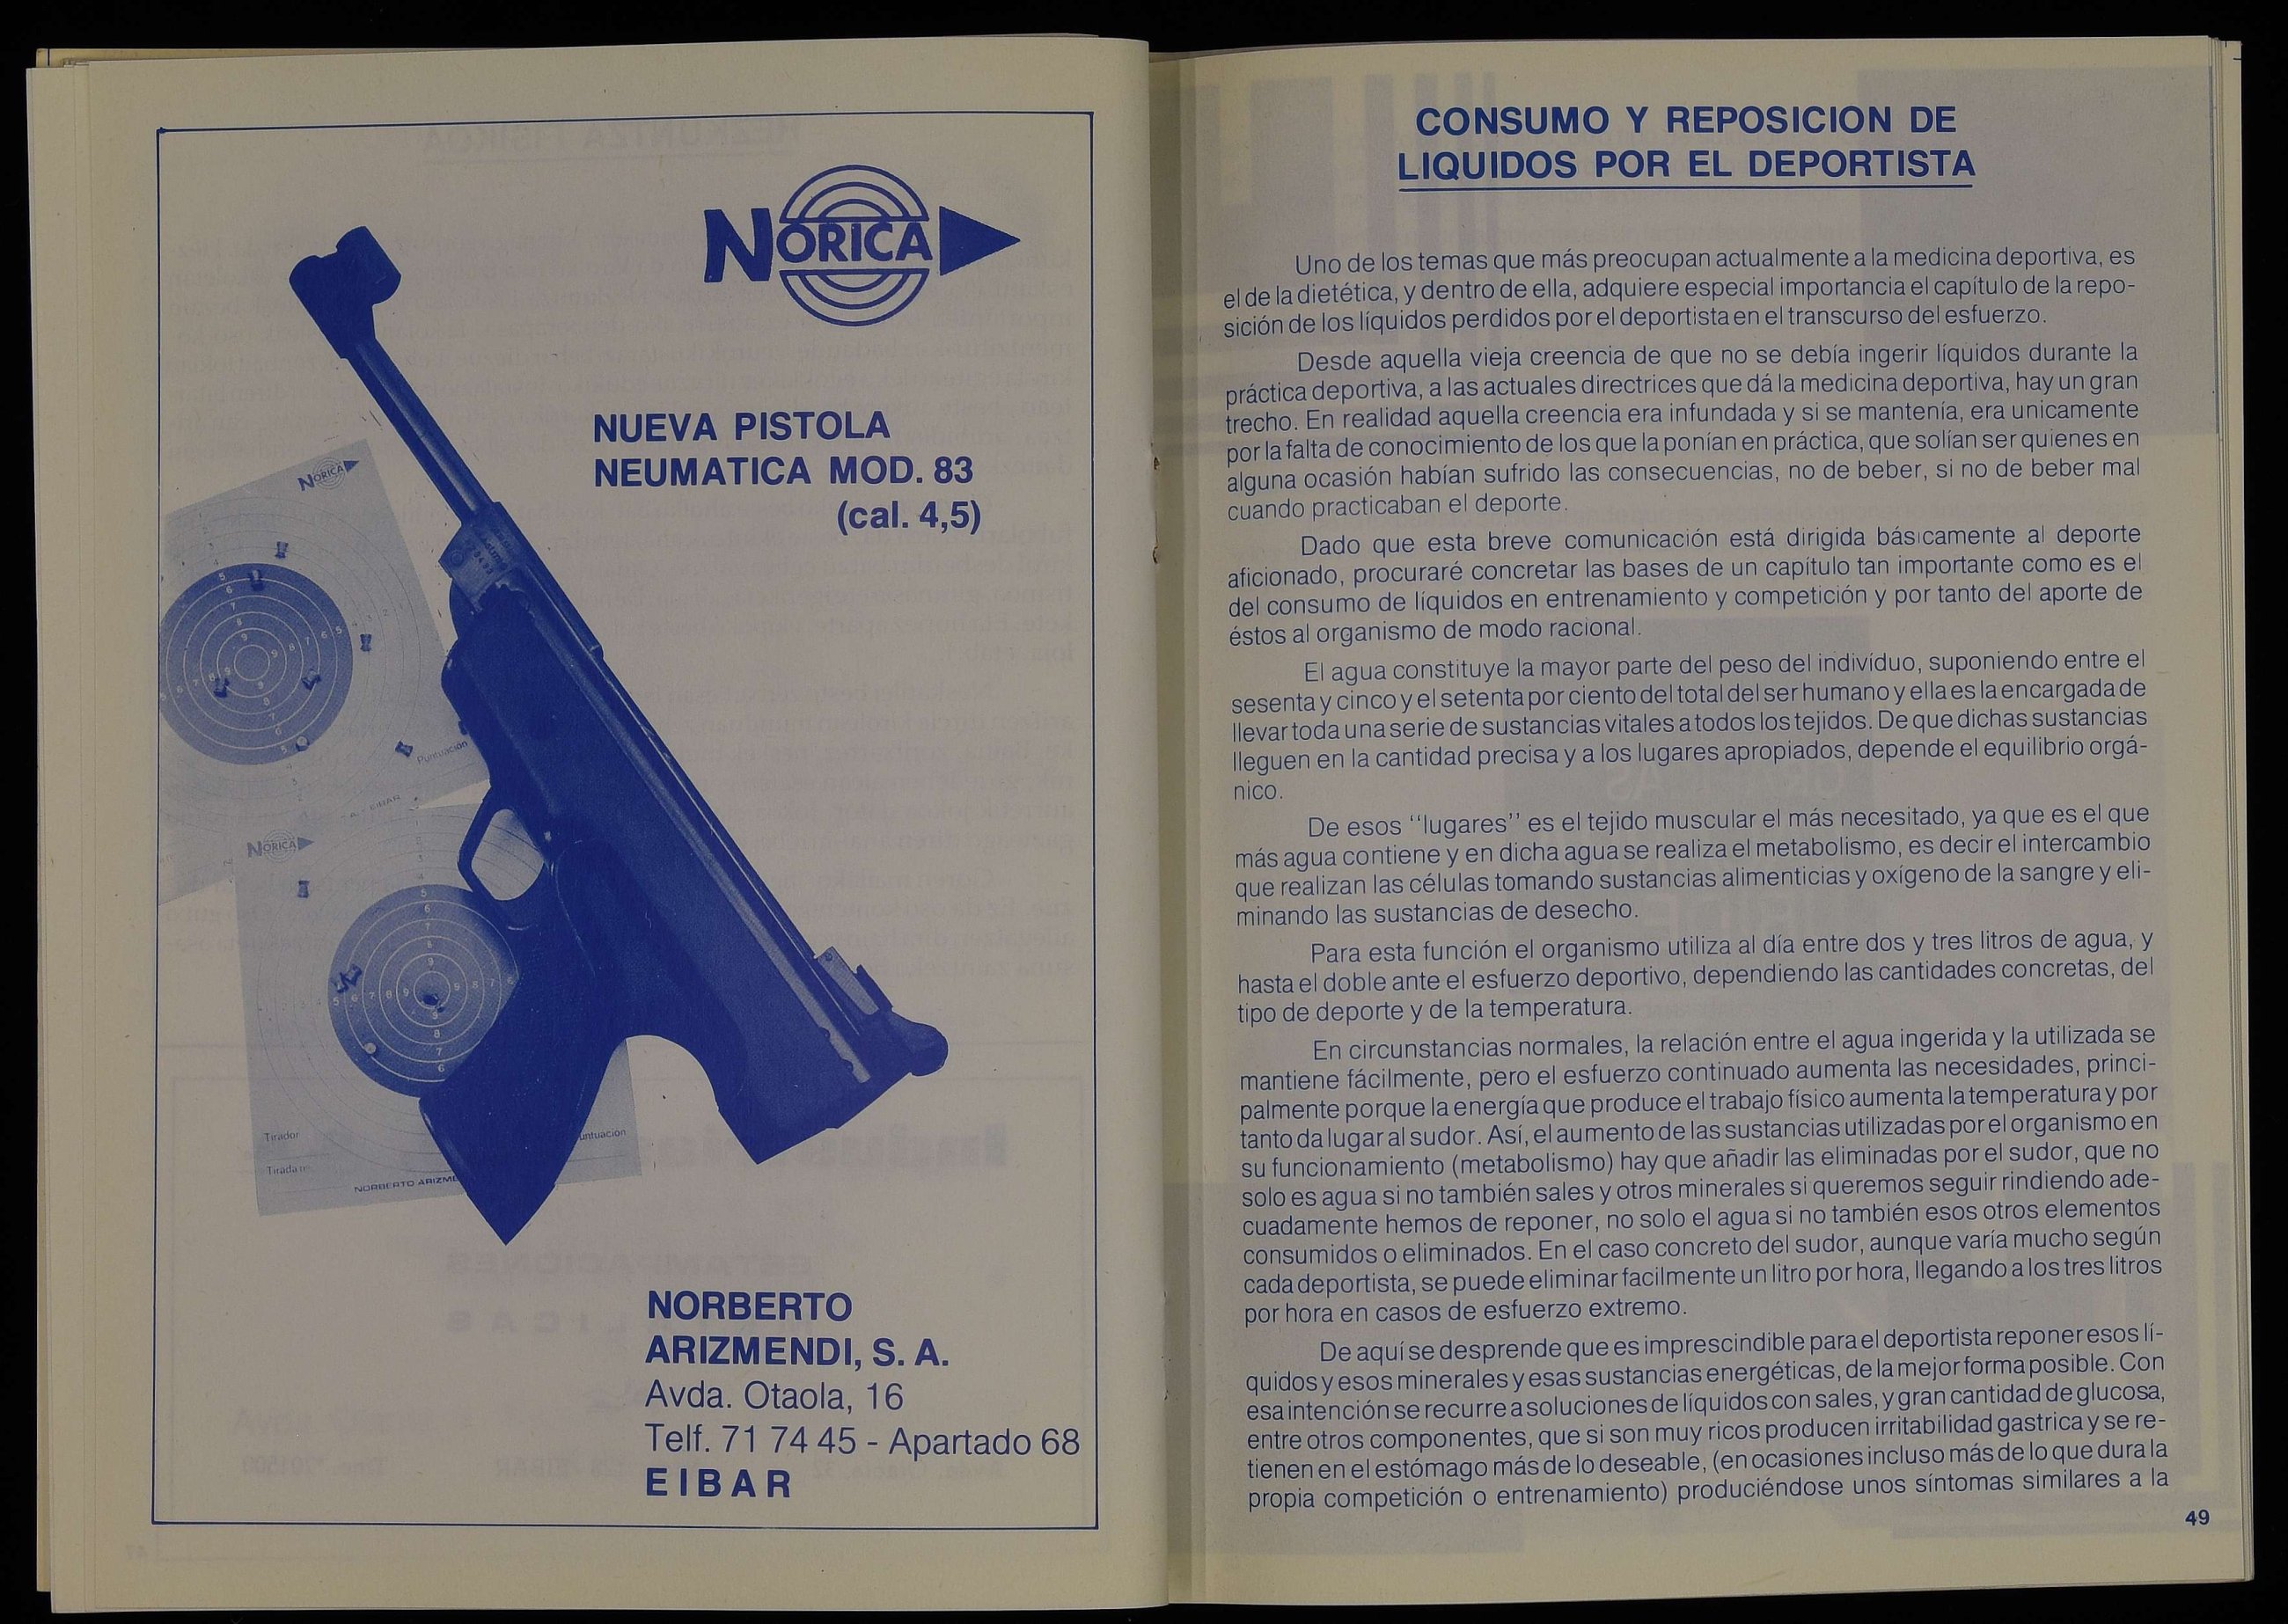 NORICA
NUEVA PISTOLA
NEUMATICA MOD. 83
(cal. 4,5)
NORICA
Puntuación
EIBAR
NORICA
Tirador
Tirada n.
untuación
NORBERTO ARIZME
NORBERTO
ARIZMENDI, S. A.
Avda. Otaola, 16
Telf. 71 74 45 - Apartado 68
EIBAR
CONSUMO Y REPOSICION DE
LIQUIDOS POR EL DEPORTISTA
Uno de los temas que más preocupan actualmente a la medicina deportiva, es
el de la dietética, y dentro de ella, adquiere especial importancia el capítulo de la repo-
sición de los líquidos perdidos por el deportista en el transcurso del esfuerzo.
Desde aquella vieja creencia de que no se debía ingerir líquidos durante la
práctica deportiva, a las actuales directrices que dá la medicina deportiva, hay un gran
trecho. En realidad aquella creencia era infundada y si se mantenía, era unicamente
por la falta de conocimiento de los que la ponían en práctica, que solían ser quienes en
alguna ocasión habían sufrido las consecuencias, no de beber, si no de beber mal
cuando practicaban el deporte.
Dado que esta breve comunicación está dirigida básicamente al deporte
aficionado, procuraré concretar las bases de un capítulo tan importante como es el
del consumo de líquidos en entrenamiento y competición y por tanto del aporte de
éstos al organismo de modo racional.
El agua constituye la mayor parte del peso del indivíduo, suponiendo entre el
sesenta y cinco y el setenta por ciento del total del ser humano y ella es la encargada de
llevar toda una serie de sustancias vitales a todos los tejidos. De que dichas sustancias
lleguen en la cantidad precisa y a los lugares apropiados, depende el equilibrio orgá-
nico.
De esos "lugares" es el tejido muscular el más necesitado, ya que es el que
más agua contiene y en dicha agua se realiza el metabolismo, es decir el intercambio
que realizan las células tomando sustancias alimenticias y oxígeno de la sangre y eli-
minando las sustancias de desecho.
Para esta función el organismo utiliza al día entre dos y tres litros de agua, y
hasta el doble ante el esfuerzo deportivo, dependiendo las cantidades concretas, del
tipo de deporte y de la temperatura.
En circunstancias normales, la relación entre el agua ingerida y la utilizada se
mantiene fácilmente, pero el esfuerzo continuado aumenta las necesidades, princi-
palmente porque la energía que produce el trabajo físico aumenta la temperatura y por
tanto da lugar al sudor. Así, el aumento de las sustancias utilizadas por el organismo en
su funcionamiento (metabolismo) hay que añadir las eliminadas por el sudor, que no
solo es agua si no también sales y otros minerales si queremos seguir rindiendo ade-
cuadamente hemos de reponer, no solo el agua si no también esos otros elementos
consumidos o eliminados. En el caso concreto del sudor, aunque varía mucho según
cada deportista, se puede eliminar facilmente un litro por hora, llegando a los tres litros
por hora en casos de esfuerzo extremo.
De aquí se desprende que es imprescindible para el deportista reponer esos lí-
quidos y esos minerales y esas sustancias energéticas, de la mejor forma posible. Con
esa intención se recurre a soluciones de líquidos con sales, y gran cantidad de glucosa,
entre otros componentes, que si son muy ricos producen irritabilidad gastrica y se re-
tienen en el estómago más de lo deseable, (en ocasiones incluso más de lo que dura la
propia competición o entrenamiento) produciéndose unos síntomas similares a la
49